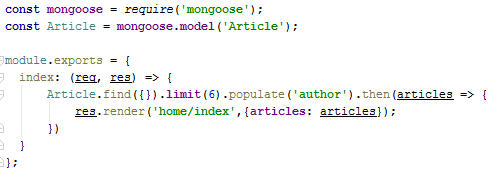 const mongoose = require('mongoose');
const Article = mongoose.model('Article');

module.exports = {
  index: (req, res) => {
      Article.find({}).limit(6).populate('author').then(articles => {
          res.render('home/index',{articles: articles});
      })
  }
};